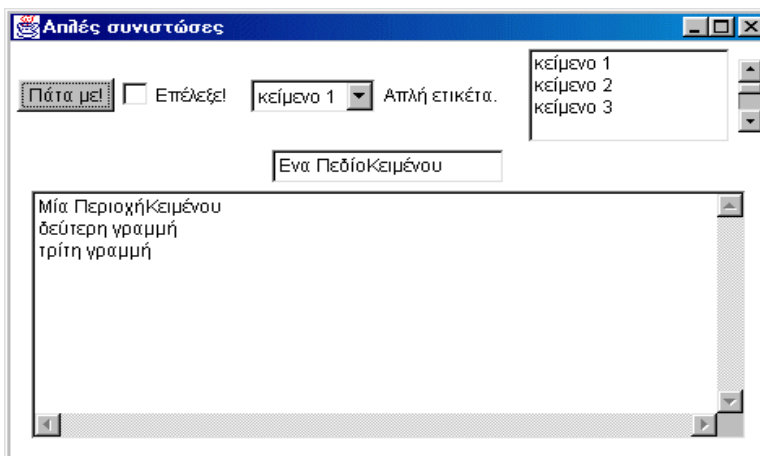 Απλές συνιστώσες
Πάτα με! Επέλεξε! κείμενο 1 Απλή ετικέτα.
κείμενο 1
κείμενο 2
κείμενο 3
Ενα ΠεδίοΚειμένου
Μία ΠεριοχήΚειμένου
δεύτερη γραμμή
τρίτη γραμμή